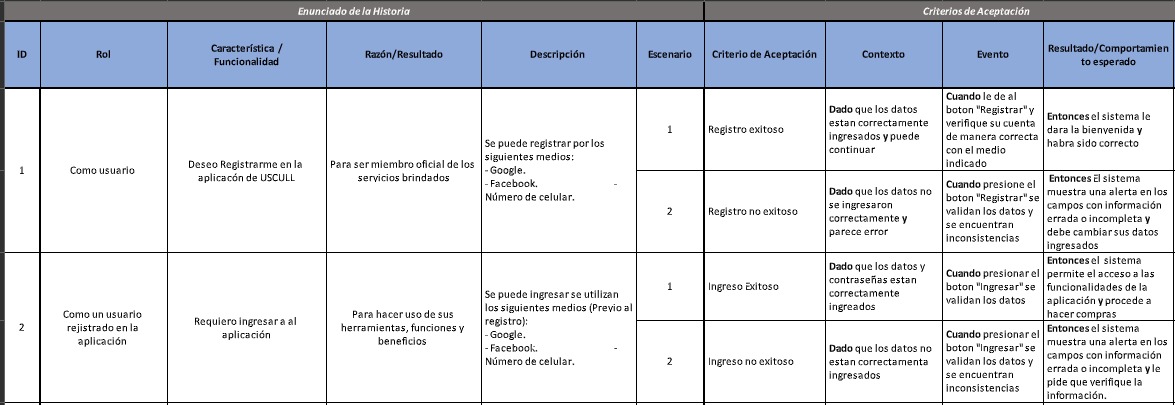 Enunciado de la Historia
Criterios de Aceptación
ID
Rol
Característica /
Funcionalidad
Razón/Resultado
Descripción
Escenario
Criterio de Aceptación
Contexto
Evento
Resultado/Comportamien
to esperado
1
Como usuario
Deseo Registrarme en la
aplicacón de USCULL
Para ser miembro oficial de los
servicios brindados
Se puede registrar por los
siguientes medios:
- Google.
- Facebook. -
Número de celular.
1
Registro exitoso
Dado que los datos
estan correctamente
ingresados y puede
continuar
Cuando le de al
boton "Registrar" y
verifique su cuenta
de manera correcta
con el medio
indicado
Entonces el sistema le
dara la bienvenida y
habra sido correcto
2
Registro no exitoso
Dado que los datos no
se ingresaron
correctamente y
parece error
Cuando presione el
boton "Registrar" se
validan los datos y
se encuentran
inconsistencias
Entonces El sistema
muestra una alerta en los
campos con información
errada o incompleta y
debe cambiar sus datos
ingresados
2
Como un usuario
rejistrado en la
aplicación
Requiero ingresar a al
aplicación
Para hacer uso de sus
herramientas, funciones y
beneficios
Se puede ingresar se utilizan
los siguientes medios (Previo al
registro):
- Google.
- Facebook. -
Número de celular.
1
Ingreso Exitoso
Dado que los datos y
contraseñas estan
correctamente
ingreados
Cuando presionar el
boton "Ingresar" se
validan los datos
Entonces el sistema
permite el acceso a las
funcionalidades de la
aplicación y procede a
hacer compras
2
Ingreso no exitoso
Dado que los datos no
estan correctamenta
ingresados
Cuando presionar el
boton "Ingresar" se
validan los datos y
se encuentran
inconsistencias
Entonces el sistema
muestra una alerta en los
campos con información
errada o incompleta y le
pide que verifique la
información.